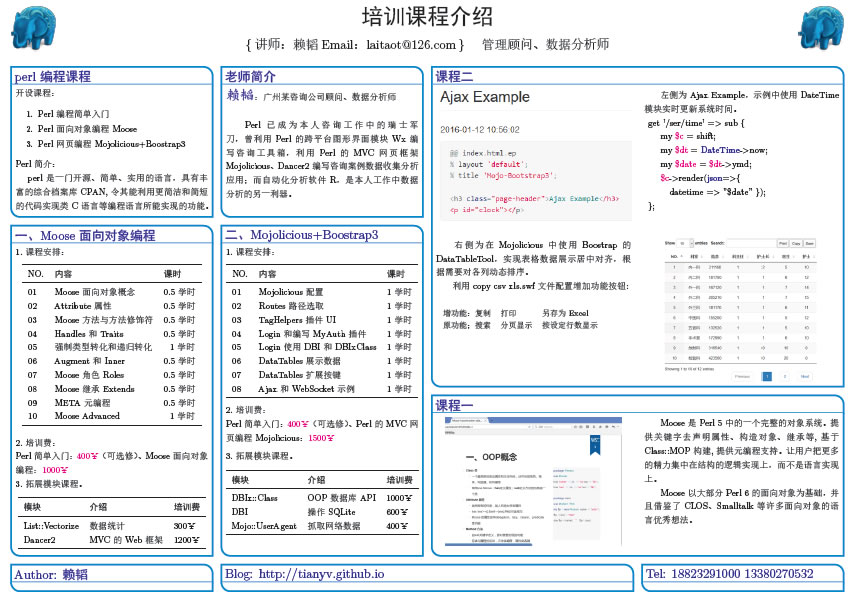 培训课程介绍
{ 讲师：赖韬 Email：laitaot@126.com } 管理顾问、数据分析师
perl 编程课程
开设课程：
1. Perl 编程简单入门
2. Perl 面向对象编程 Moose
3. Perl 网页编程 Mojolicious+Boostrap3
Perl 简介：
perl 是一门开源、简单、实用的语言，具有丰
富的综合档案库 CPAN, 令其能利用更简洁和简短
的代码实现类 C 语言等编程语言所能实现的功能。
老师简介
赖韬：广州某咨询公司顾问、数据分析师
Perl 已成为本人咨询工作中的瑞士军
刀，曾利用 Perl 的跨平台图形界面模块 Wx 编
写咨询工具箱，利用 Perl 的 MVC 网页框架
Mojolicious、Dancer2 编写咨询案例数据收集分析
应用；而自动化分析软件 R，是本人工作中数据
分析的另一利器。
一、Moose 面向对象编程
1. 课程安排：
NO. 内容 课时
01 Moose 面向对象概念 0.5 学时
02 Attribute 属性 0.5 学时
03 Moose 方法与方法修饰符 0.5 学时
04 Handles 和 Traits 0.5 学时
05 强制类型转化和递归转化 1 学时
06 Augment 和 Inner 0.5 学时
07 Moose 角色 Roles 0.5 学时
08 Moose 继承 Extends 0.5 学时
09 META 元编程 0.5 学时
10 Moose Advanced 1 学时
2. 培训费：
Perl 简单入门：400￥（可选修）、Moose 面向对象
编程：1000￥
3. 拓展模块课程。
模块 介绍 培训费
List::Vectorize 数据统计 300￥
Dancer2 MVC 的 Web 框架 1200￥
二、Mojolicious+Boostrap3
1. 课程安排：
NO. 内容 课时
01 Mojolicious 配置 1 学时
02 Routes 路径选取 1 学时
03 TagHelpers 插件 UI 1 学时
04 Login 和编写 MyAuth 插件 1 学时
05 Login 使用 DBI 和 DBIxClass 1 学时
06 DataTables 展示数据 1 学时
07 DataTables 扩展按键 1 学时
08 Ajax 和 WebSocket 示例 1 学时
2. 培训费：
Perl 简单入门：400￥（可选修）、Perl 的 MVC 网
页编程 Mojolicious：1500￥
3. 拓展模块课程。
模块 介绍 培训费
DBIx::Class OOP 数据库 API 1000￥
DBI 操作 SQLite 600￥
Mojo::UserAgent 抓取网络数据 400￥
课程二
Ajax Example
2016-01-12 10:56:02
@@ index.html.ep
% layout 'default';
% title 'Mojo-Bootstrap3';
<h3 class="page-header">Ajax Example</h3>
<p id="clock"></p>
左侧为 Ajax Example，示例中使用 DateTime
模块实时更新系统时间。
get '/ser/time' => sub {
my $c = shift;
my $dt = DateTime->now;
my $date = $dt->ymd;
$c->render(json=>{
datetime => "$date" });
};
右侧为在 Mojolicious 中使用 Boostrap 的
DataTableTool，实现表格数据展示居中对齐，根
据需要对各列动态排序。
利用 copy csv xls.swf 文件配置增加功能按钮:
增功能：复制 打印 另存为 Excel
原功能；搜索 分页显示 按设定行数显示
Show 10 entries Search: Print Copy Save
Showing 1 to 10 of 12 entries
Previous 1 2 Next
课程一
一、OOP概念
Moose 是 Perl 5 中的一个完整的对象系统。提
供关键字去声明属性、构造对象、继承等, 基于
Class::MOP 构建, 提供元编程支持。让用户把更多
的精力集中在结构的逻辑实现上，而不是语言实现
上。
Moose 以大部分 Perl 6 的面向对象为基础，并
且借鉴了 CLOS、Smalltalk 等许多面向对象的语
言优秀想法。
Author: 赖韬
Blog: http://tianyv.github.io
Tel: 18823291000 13380270532